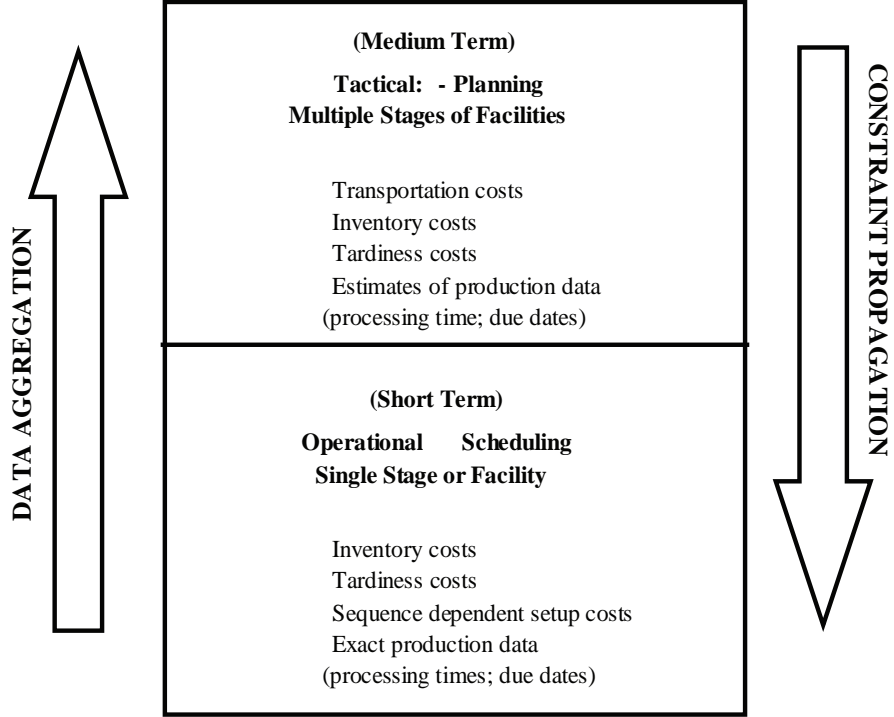 (Medium Term)
Tactical: - Planning
Multiple Stages of Facilities
Transportation costs
Inventory costs
Tardiness costs
Estimates of production data
(processing time; due dates)
(Short Term)
Operational Scheduling
Single Stage or Facility
Inventory costs
Tardiness costs
Sequence dependent setup costs
Exact production data
(processing times; due dates)
DATA AGGREGATION
CONSTRAINT PROPAGATION